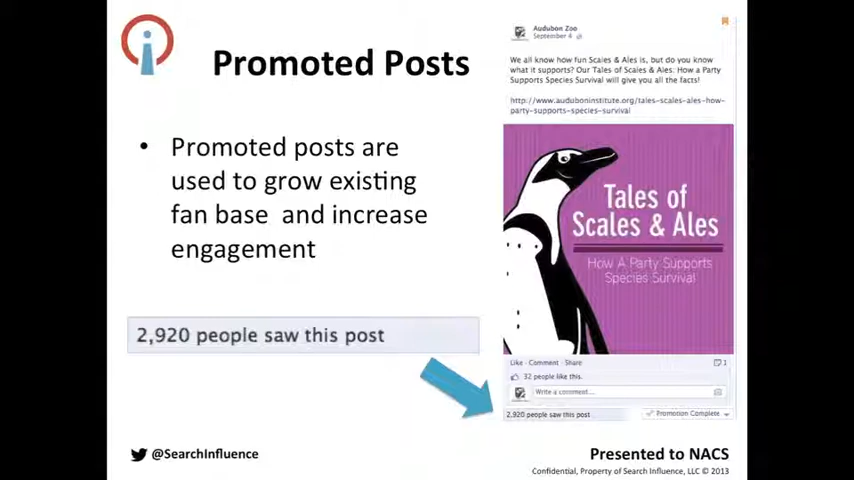 Promoted Posts
• Promoted posts are
used to grow existing
fan base and increase
engagement
2,920 people saw this post
Audubon Zoo
September 4
We all know how fun Scales & Ales is, but do you know
what it supports? Our Tales of Scales & Ales: How a Party
Supports Species Survival will give you all the facts!
http://www.auduboninstitute.org/tales-scales-ales-how-
party-supports-species-survival
Tales of
Scales & Ales
How A Party Supports
Species Survival
Like · Comment · Share
1
32 people like this.
Write a comment...
2,920 people saw this post
Promotion Complete
@SearchInfluence
Presented to NACS
Confidential, Property of Search Influence, LLC © 2013